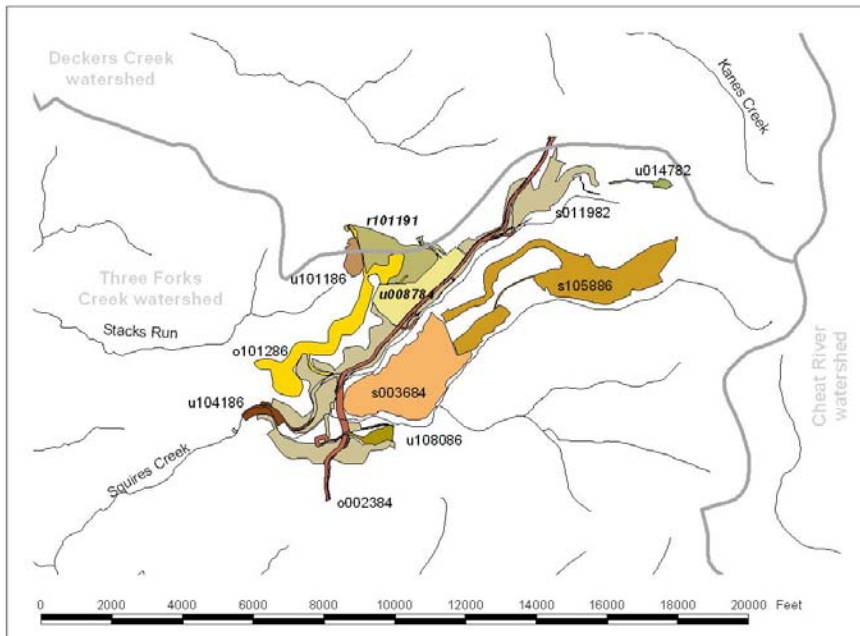 Deckers Creek
watershed
Kanes Creek
u014782
s011982
r101191
u101186
Three Forks
Creek watershed
u008784
s105886
Stacks Run
o101286
s003684
Cheat River
watershed
u104186
u108086
Squires Creek
o002384
0 2000 4000 6000 8000 10000 12000 14000 16000 18000 20000 Feet